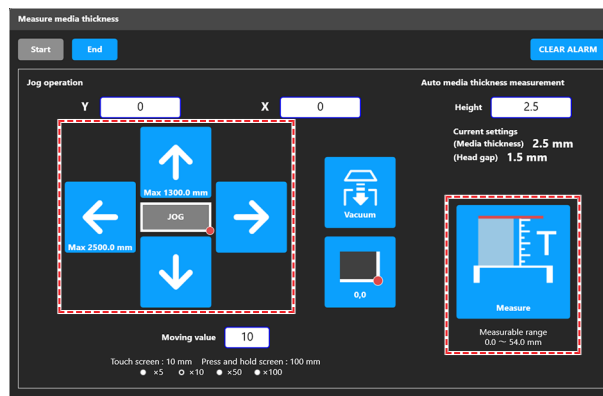 Measure media thickness
Start End CLEAR ALARM
Jog operation
Y 0 X 0
Max 1300.0 mm
JOG
Max 2500.0 mm
Vacuum
0,0
Moving value 10
Touch screen : 10 mm Press and hold screen : 100 mm
×5 ×10 ×50 ×100
Auto media thickness measurement
Height 2.5
Current settings
(Media thickness) 2.5 mm
(Head gap) 1.5 mm
T
Measure
Measurable range
0.0 ～ 54.0 mm